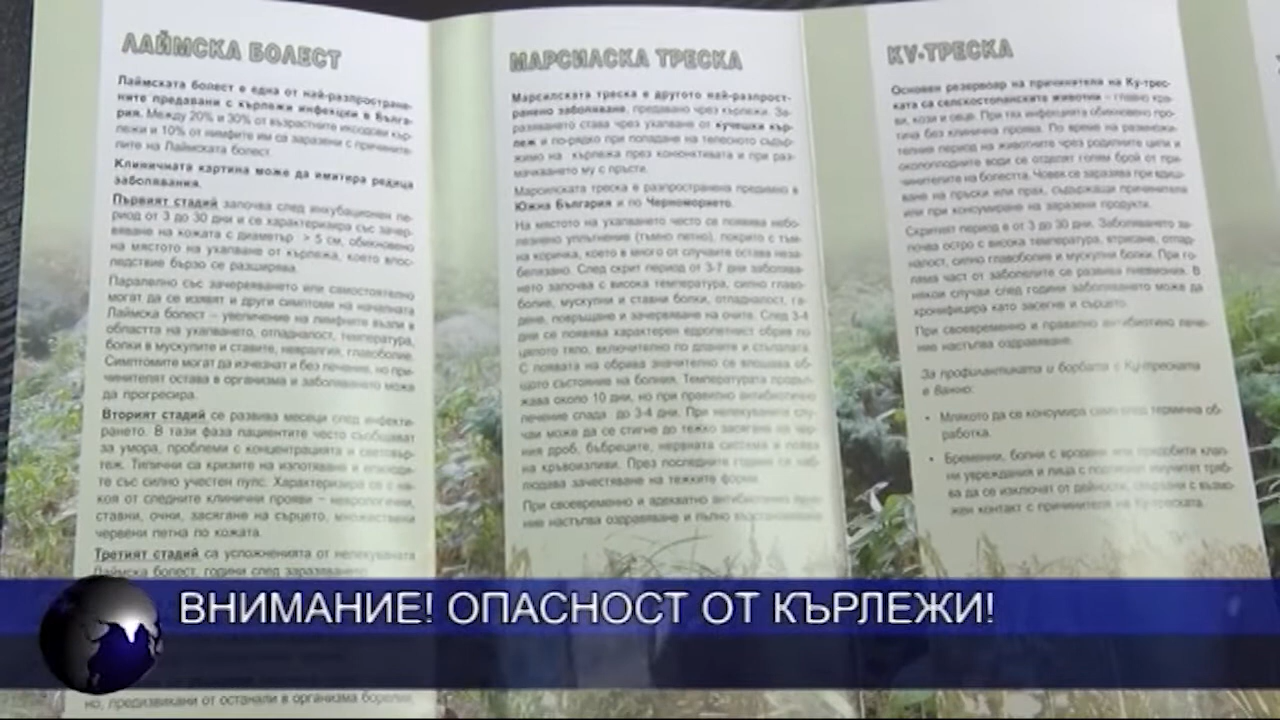 ЛАЙМСКА БОЛЕСТ
Лаймската болест е една от най-разпростране-
ните предавани с кърлежи инфекции в Бълга-
рия. Между 20% и 30% от възрастните иксодови кър-
лежи и 10% от нимфите им са заразени с причините-
лите на Лаймската болест.
Клиничната картина може да имитира редица
заболявания.
Първият стадий започва след инкубационен пе-
риод от 3 до 30 дни и се характеризира със зачер-
вяване на кожата с диаметър > 5 см, обикновено
на мястото на ухапване от кърлежа, което впос-
ледствие бързо се разширява.
Паралелно със зачервяването или самостоятелно
могат да се изявят и други симптоми на началната
Лаймска болест – увеличение на лимфните възли в
областта на ухапването, отпадналост, температура,
болки в мускулите и ставите, невралгия, главоболие.
Симптомите могат да изчезнат и без лечение, но при-
чинителят остава в организма и заболяването може
да прогресира.
Вторият стадий се развива месеци след инфекти-
рането. В тази фаза пациентите често съобщават
за умора, проблеми с концентрацията и световър-
теж. Типични са кризите на изпотяване и епизоди-
те със силно учестен пулс. Характеризира се с ня-
коя от следните клинични прояви – неврологични,
ставни, очни, засягане на сърцето, множествени
червени петна по кожата.
Третият стадий са усложненията от нелекуваната
Лаймска болест, години след заразяването
но, предизвикани от останали в организма борелии,
МАРСИЛСКА ТРЕСКА
Марсилската треска е другото най-разпрост-
ранено заболяване, предавано чрез кърлежи. За-
разяването става чрез ухапване от кучешки кър-
леж и по-рядко при попадане на телесното съдър-
жимо на кърлежа през конюнктивата и при раз-
мачкването му с пръсти.
Марсилската треска е разпространена предимно в
Южна България и по Черноморието.
На мястото на ухапването често се появява небо-
лезнено уплътнение (тъмно петно), покрито с тъм-
на коричка, което в много от случаите остава неза-
белязано. След скрит период от 3-7 дни заболява-
нето започва с висока температура, силно главо-
болие, мускулни и ставни болки, отпадналост, га-
дене, повръщане и зачервяване на очите. След 3-4
дни се появява характерен едропетнист обрив по
цялото тяло, включително по дланите и стъпалата.
С появата на обрива значително се влошава об-
щото състояние на болния. Температурата продъл-
жава около 10 дни, но при правилно антибиотично
лечение спада до 3-4 дни. При нелекуваните слу-
чаи може да се стигне до тежко засягане на чер-
ния дроб, бъбреците, нервната система и поява
на кръвоизливи. През последните години се наб-
людава зачестяване на тежките форми.
При своевременно и адекватно антибиотично лече-
ние настъпва оздравяване и пълно възстановяване
КУ-ТРЕСКА
Основен резервоар на причинителя на Ку-трес-
ката са селскостопанските животни – главно кра-
ви, кози и овце. При тях инфекцията обикновено про-
тича без клинична проява. По време на размножи-
телния период на животните чрез родилните ципи и
околоплодните води се отделят голям брой от при-
чинителите на болестта. Човек се заразява при вдиш-
ване на пръски или прах, съдържащи причинителя
или при консумиране на заразени продукти.
Скритият период е от 3 до 30 дни. Заболяването за-
почва остро с висока температура, втрисане, отпад-
налост, силно главоболие и мускулни болки. При го-
ляма част от заболелите се развива пневмония. В
някои случаи след години заболяването може да
хронифицира като засегне и сърцето.
При своевременно и правилно антибиотично лече-
ние настъпва оздравяване.
За профилактиката и борбата с Ку-треската
е важно:
• Млякото да се консумира само след термична об-
работка.
• Бременни, болни с вродени или придобити клап-
ни увреждания и лица с потиснат имунитет тряб-
ва да се изключат от дейности, свързани с възмо-
жен контакт с причинителя на Ку-треската.
ВНИМАНИЕ! ОПАСНОСТ ОТ КЪРЛЕЖИ!